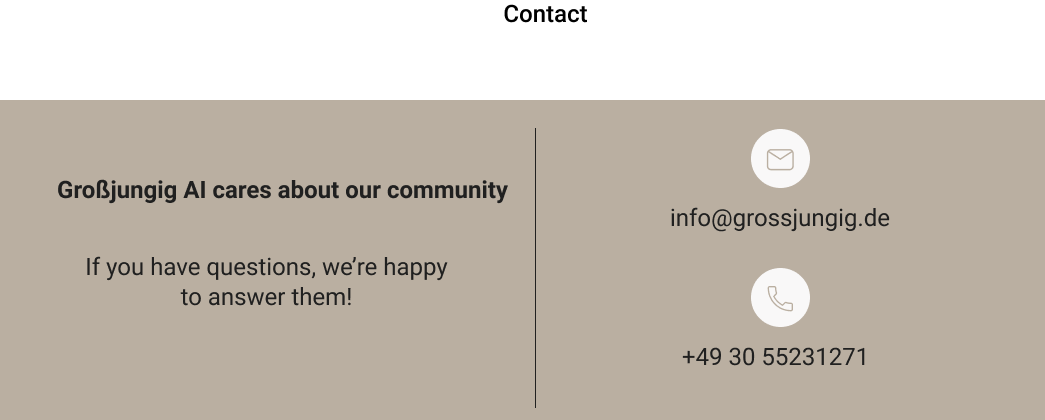 Contact
Großjungig AI cares about our community
If you have questions, we’re happy
to answer them!
info@grossjungig.de
+49 30 55231271